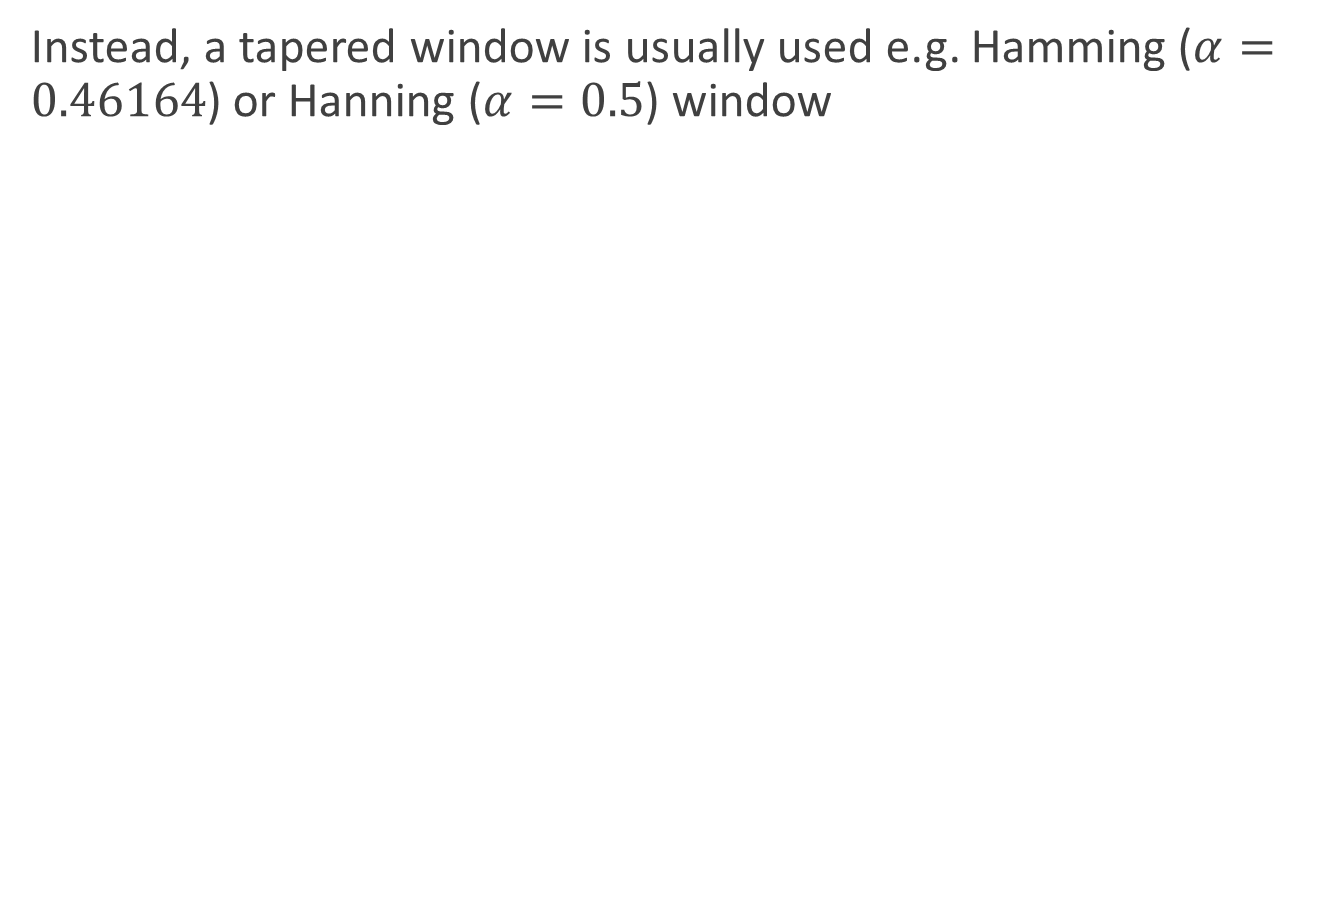 Instead, a tapered window is usually used e.g. Hamming (𝛼 =
0.46164) or Hanning (𝛼 = 0.5) window